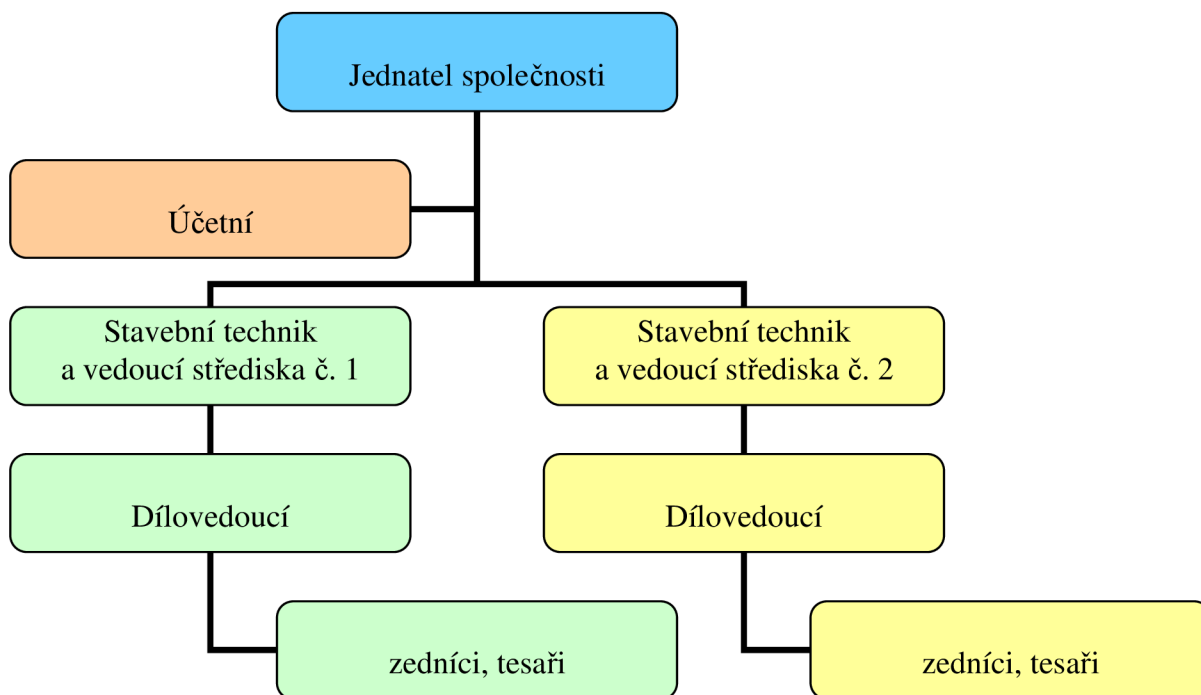 Jednatel společnosti
Účetní
Stavební technik
a vedoucí střediska č. 1
Stavební technik
a vedoucí střediska č. 2
Dílovedoucí
Dílovedoucí
zedníci, tesaři
zedníci, tesaři